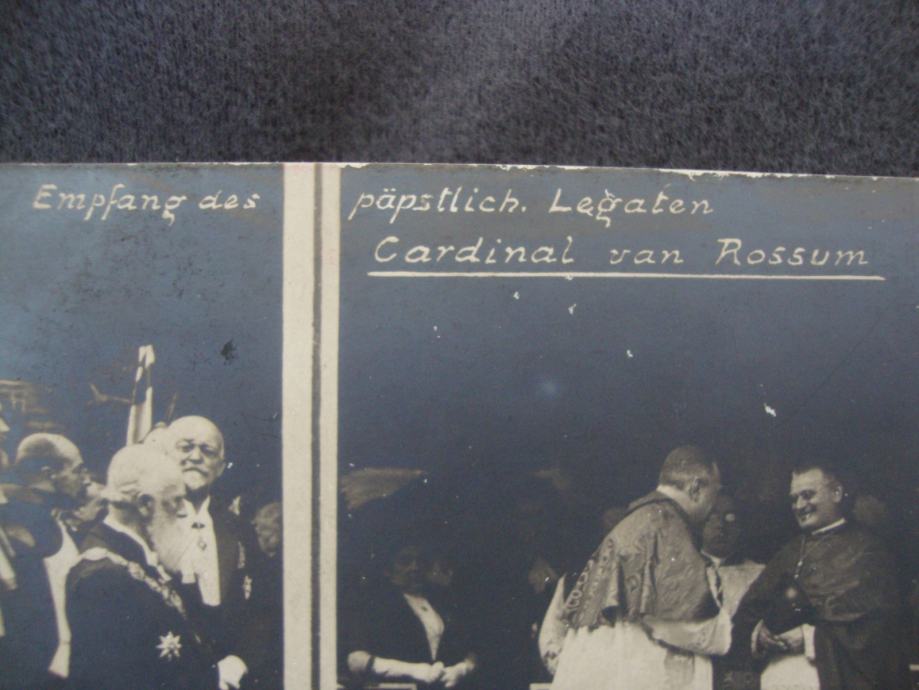 Empfang des päpstlich. Legaten
Cardinal van Rossum